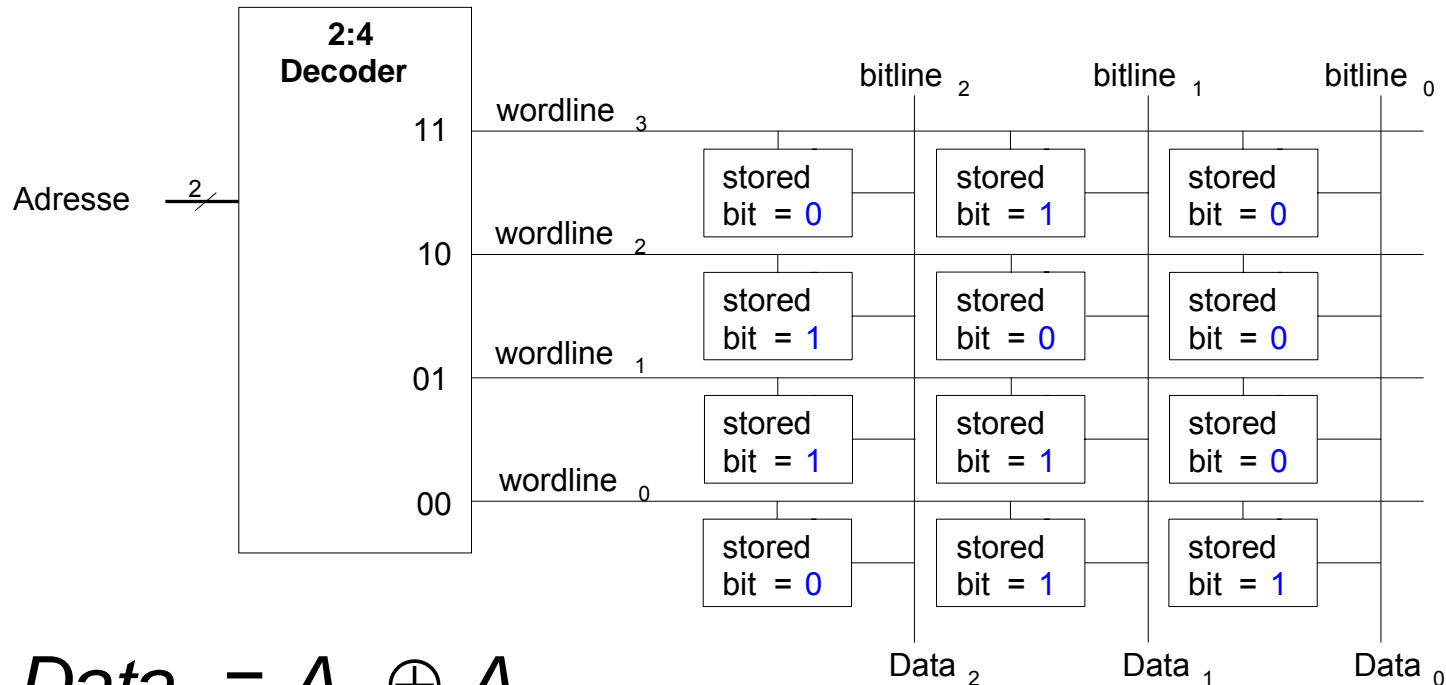 2:4
Decoder
bitline 2 bitline 1 bitline 0
wordline 3
11
stored stored stored
bit = 0 bit = 1 bit = 0
Adresse 2
wordline 2
10
stored stored stored
bit = 1 bit = 0 bit = 0
wordline 1
01
stored stored stored
bit = 1 bit = 1 bit = 0
wordline 0
00
stored stored stored
bit = 0 bit = 1 bit = 1
Data 2 Data 1 Data 0
Data = A ⊕ A